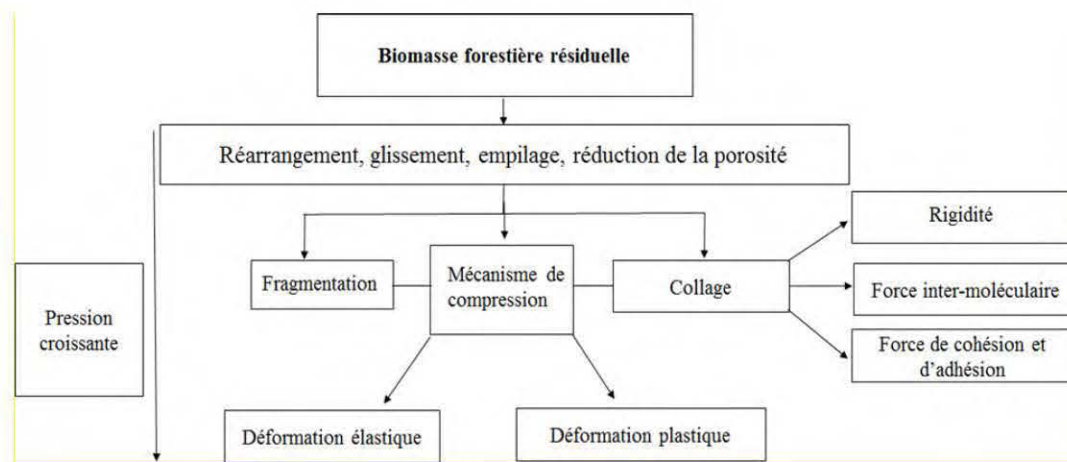 Biomasse forestière résiduelle
Réarrangement, glissement, empilage, réduction de la porosité
Rigidité
Fragmentation
Mécanisme de
compression
Collage
Force inter-moléculaire
Pression
croissante
Force de cohésion et
d'adhésion
Déformation élastique
Déformation plastique